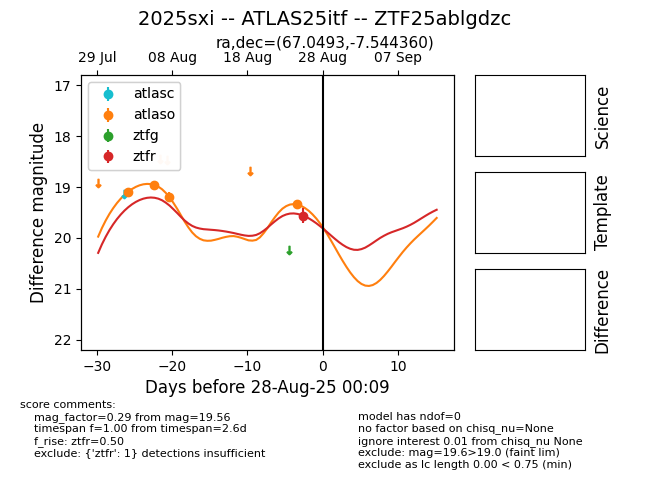 2025sxi -- ATLAS25itf -- ZTF25ablgdzc
ra,dec=(67.0493,-7.544360)
29 Jul 08 Aug 18 Aug 28 Aug 07 Sep
17
18
19
20
21
22
Difference magnitude
atlasc
atlaso
ztfg
ztfr
−30 −20 −10 0 10
Days before 28-Aug-25 00:09
Science
Template
Difference
score comments:
mag_factor=0.29 from mag=19.56
timespan f=1.00 from timespan=2.6d
f_rise: ztfr=0.50
exclude: {'ztfr': 1} detections insufficient
model has ndof=0
no factor based on chisq_nu=None
ignore interest 0.01 from chisq_nu None
exclude: mag=19.6>19.0 (faint lim)
exclude as lc length 0.00 < 0.75 (min)